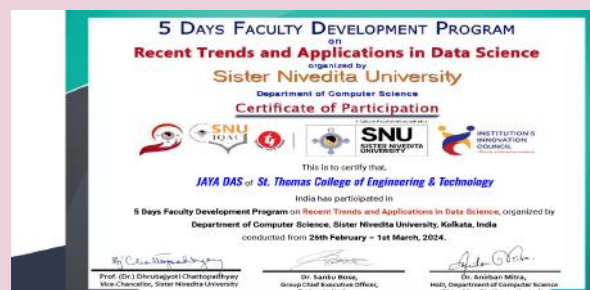 5 DAYS FACULTY DEVELOPMENT PROGRAM
on
Recent Trends and Applications in Data Science
organized by
Sister Nivedita University
Department of Computer Science
Certificate of Participation
SNU
IQAC
SNU
SISTER NIVEDITA
UNIVERSITY
INSTITUTION'S
INNOVATION
COUNCIL
This is to certify that,
JAYA DAS of St. Thomas College of Engineering & Technology
India has participated in
5 Days Faculty Development Program on Recent Trends and Applications in Data Science, organized by
Department of Computer Science, Sister Nivedita University, Kolkata, India
conducted from 26th February – 1st March, 2024.
Prof. (Dr.) Dhrubajyoti Chattopadhyay
Vice-Chancellor, Sister Nivedita University
Dr. Sanku Bose,
Group Chief Executive Officer,
Dr. Anirban Mitra,
HoD, Department of Computer Science